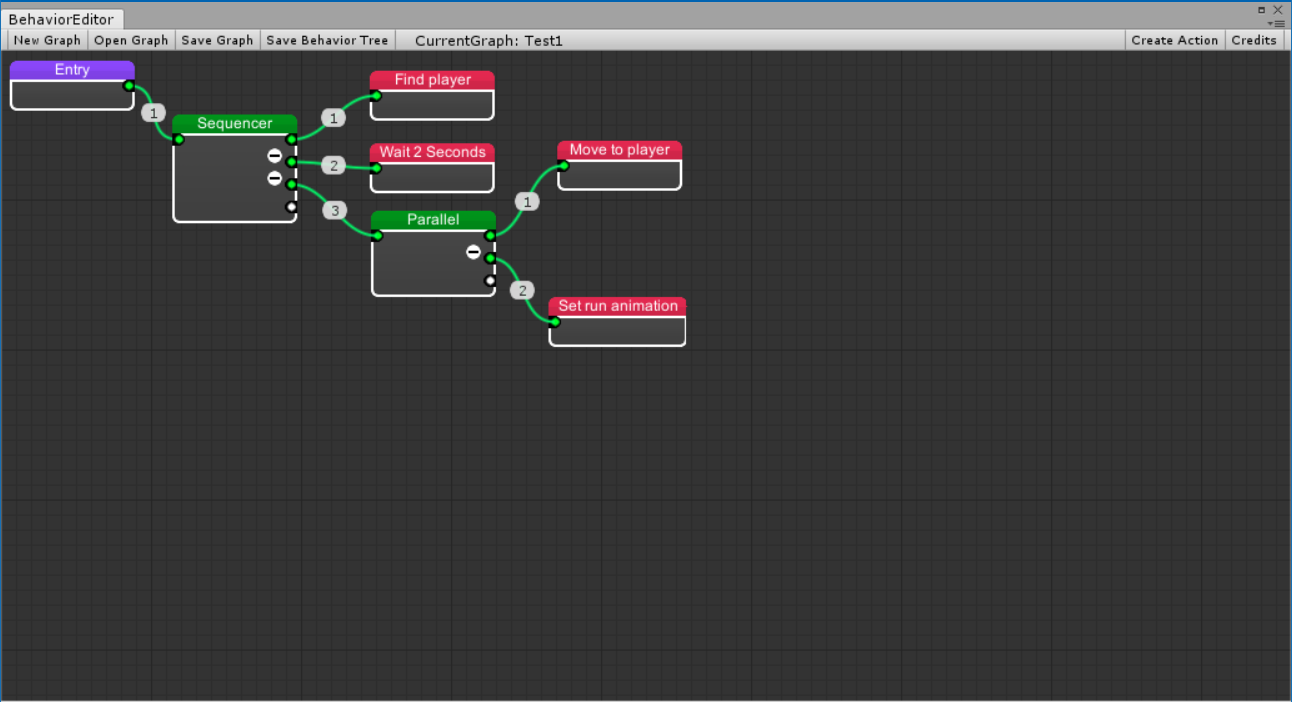 BehaviorEditor
New Graph Open Graph Save Graph Save Behavior Tree CurrentGraph: Test1 Create Action Credits
Entry
1
Sequencer
Find player
1
Wait 2 Seconds
2
3
Parallel
Move to player
1
2
Set run animation